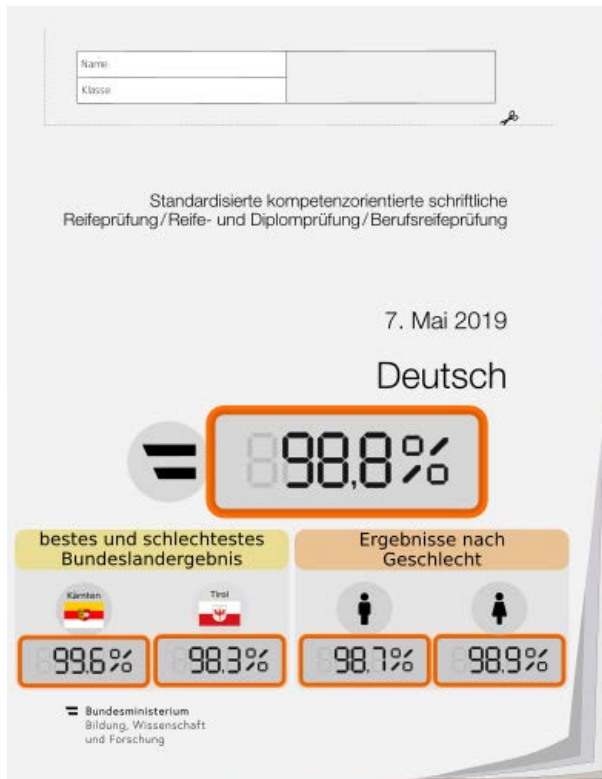 Name
Klasse
Standardisierte kompetenzorientierte schriftliche
Reifeprüfung/Reife- und Diplomprüfung/Berufsreifeprüfung
7. Mai 2019
Deutsch
98,8%
bestes und schlechtestes
Bundeslandergebnis
Kärnten
Tirol
99,6%
98,3%
Ergebnisse nach
Geschlecht
98,7%
98,9%
Bundesministerium
Bildung, Wissenschaft
und Forschung